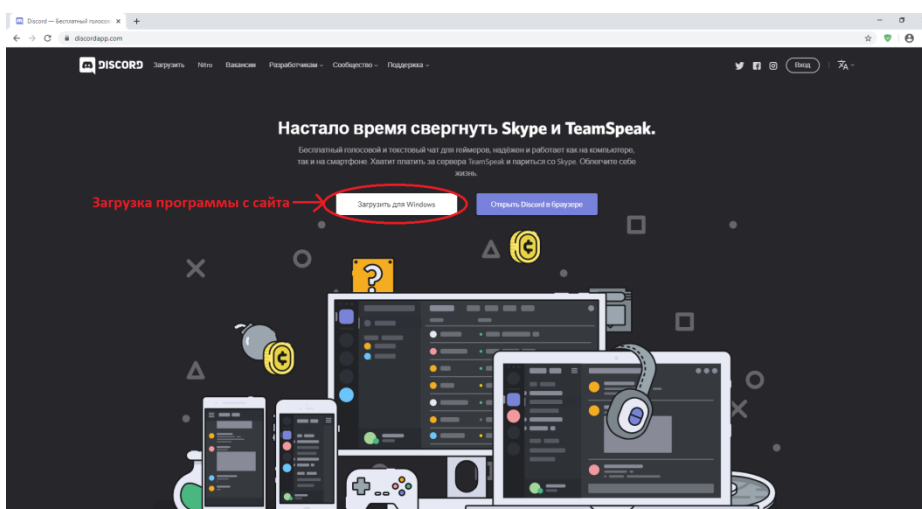 Discord — Бесплатный голосов
discordapp.com
DISCORD Загрузить Nitro Вакансии Разработчикам Сообщество Поддержка Вход
Настало время свергнуть Skype и TeamSpeak.
Бесплатный голосовой и текстовый чат для геймеров, надёжен и работает как на компьютере,
так и на смартфоне. Хватит платить за сервера TeamSpeak и париться со Skype. Облегчите себе
жизнь.
Загрузка программы с сайта
Загрузить для Windows Открыть Discord в браузере